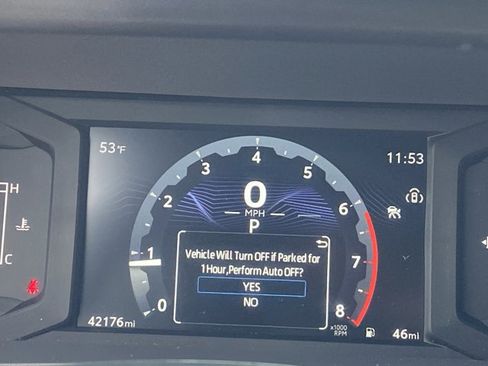 53°F
11:53
H
C
0
1
2
3
4
5
6
7
8
0
MPH
P
Vehicle Will Turn OFF if Parked for
1 Hour,Perform Auto OFF?
YES
NO
x1000
RPM
42176mi
46mi